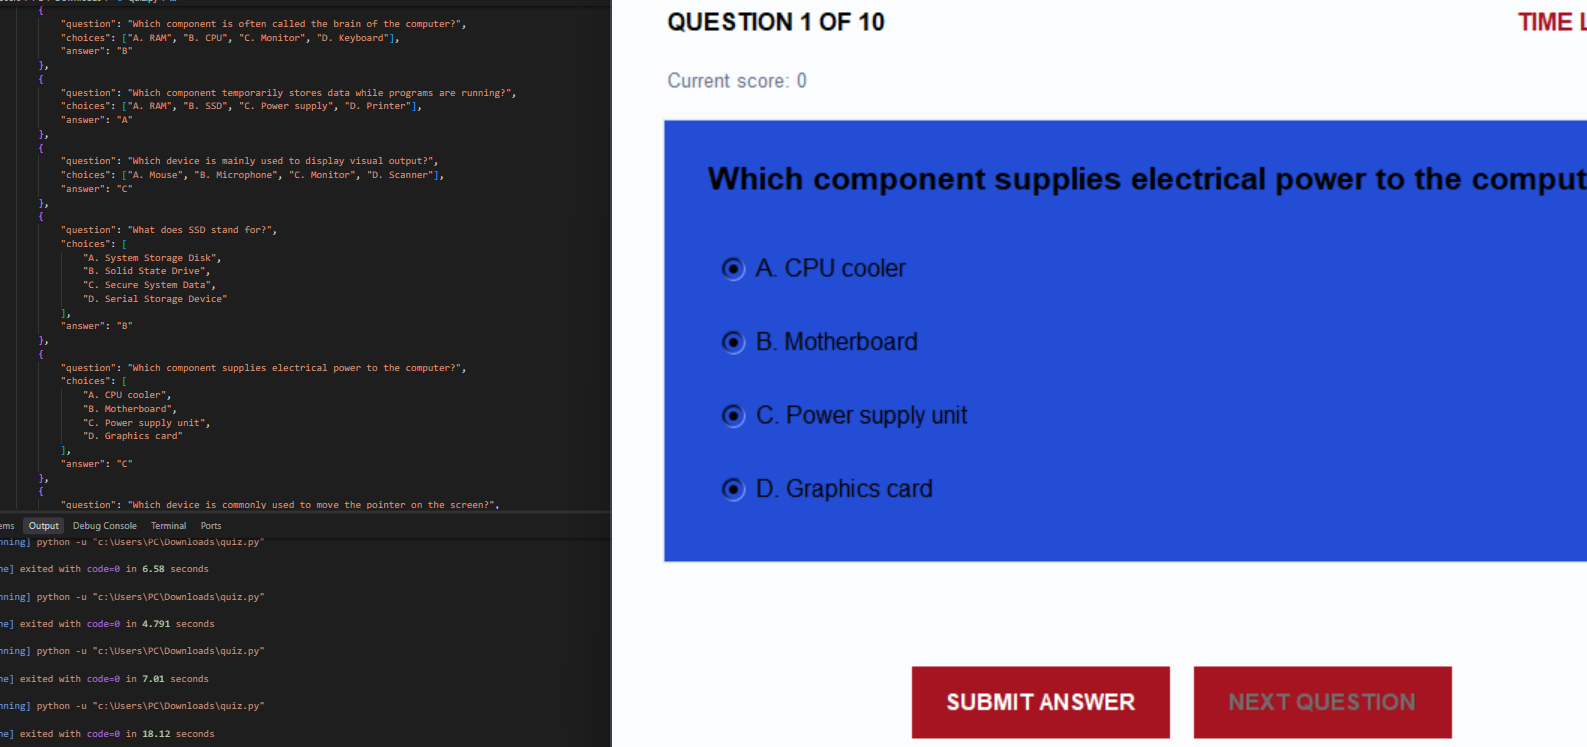 {
"question": "Which component is often called the brain of the computer?",
"choices": ["A. RAM", "B. CPU", "C. Monitor", "D. Keyboard"],
"answer": "B"
},
{
"question": "Which component temporarily stores data while programs are running?",
"choices": ["A. RAM", "B. SSD", "C. Power supply", "D. Printer"],
"answer": "A"
},
{
"question": "Which device is mainly used to display visual output?",
"choices": ["A. Mouse", "B. Microphone", "C. Monitor", "D. Scanner"],
"answer": "C"
},
{
"question": "What does SSD stand for?",
"choices": [
"A. System Storage Disk",
"B. Solid State Drive",
"C. Secure System Data",
"D. Serial Storage Device"
],
"answer": "B"
},
{
"question": "Which component supplies electrical power to the computer?",
"choices": [
"A. CPU cooler",
"B. Motherboard",
"C. Power supply unit",
"D. Graphics card"
],
"answer": "C"
},
{
"question": "Which device is commonly used to move the pointer on the screen?",
ems Output Debug Console Terminal Ports
nning] python -u "c:\Users\PC\Downloads\quiz.py"
ne] exited with code=0 in 6.58 seconds
nning] python -u "c:\Users\PC\Downloads\quiz.py"
ne] exited with code=0 in 4.791 seconds
nning] python -u "c:\Users\PC\Downloads\quiz.py"
ne] exited with code=0 in 7.01 seconds
nning] python -u "c:\Users\PC\Downloads\quiz.py"
ne] exited with code=0 in 18.12 seconds
QUESTION 1 OF 10
TIME L
Current score: 0
Which component supplies electrical power to the comput
A. CPU cooler
B. Motherboard
C. Power supply unit
D. Graphics card
SUBMIT ANSWER
NEXT QUESTION